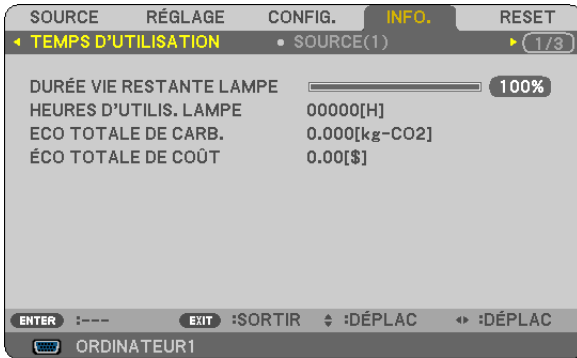 SOURCE RÉGLAGE CONFIG. INFO. RESET
TEMPS D'UTILISATION • SOURCE(1) 1/3
DURÉE VIE RESTANTE LAMPE 100%
HEURES D'UTILIS. LAMPE 00000[H]
ECO TOTALE DE CARB. 0.000[kg-CO2]
ÉCO TOTALE DE COÛT 0.00[$]
ENTER :--- EXIT :SORTIR :DÉPLAC :DÉPLAC
ORDINATEUR1